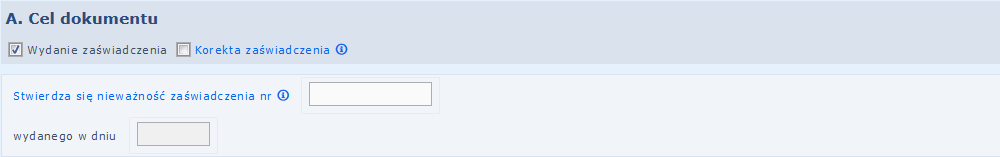 A. Cel dokumentu
Wydanie zaświadczenia Korekta zaświadczenia
Stwierdza się nieważność zaświadczenia nr
wydanego w dniu